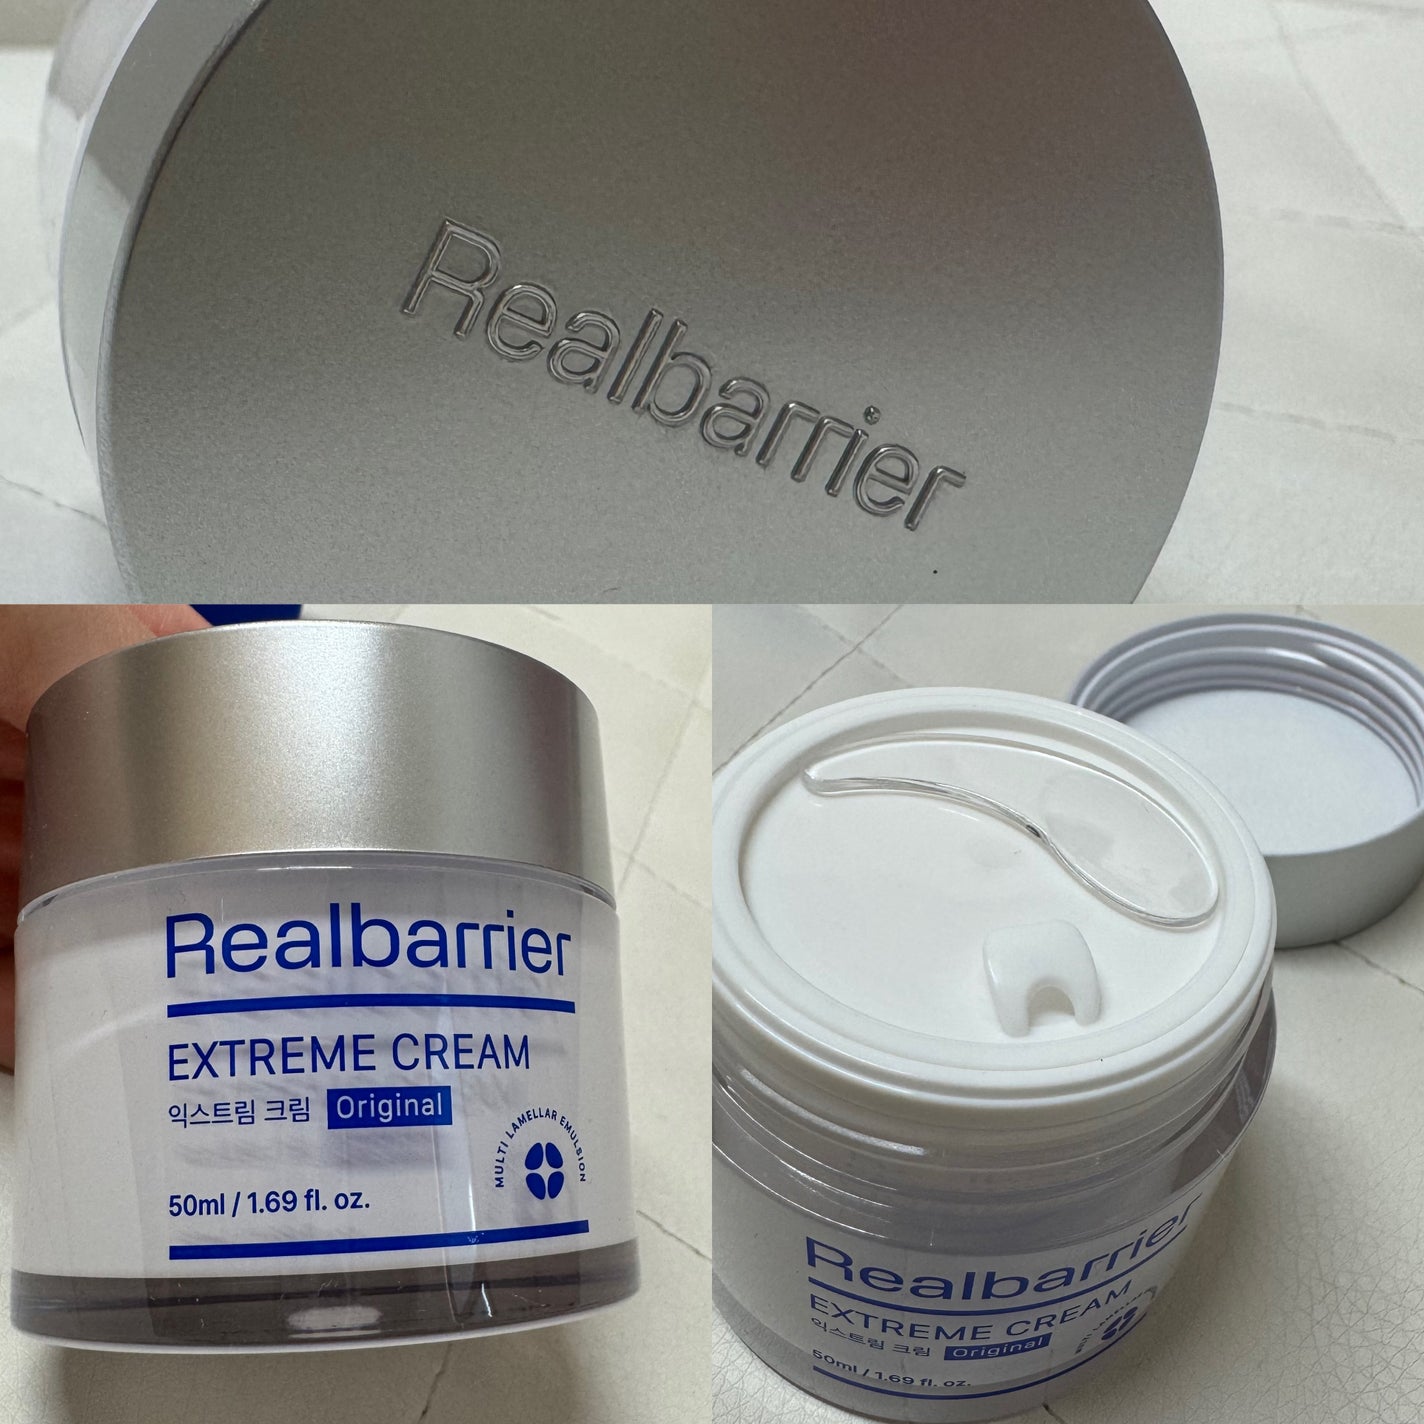 Realbarrier
Realbarrier
EXTREME CREAM
익스트림 크림 Original
MULTI LAMELLAR EMULSION
50ml / 1.69 fl. oz.
Realbarrier
EXTREME CREAM
익스트림 크림 Original
50ml / 1.69 fl. oz.